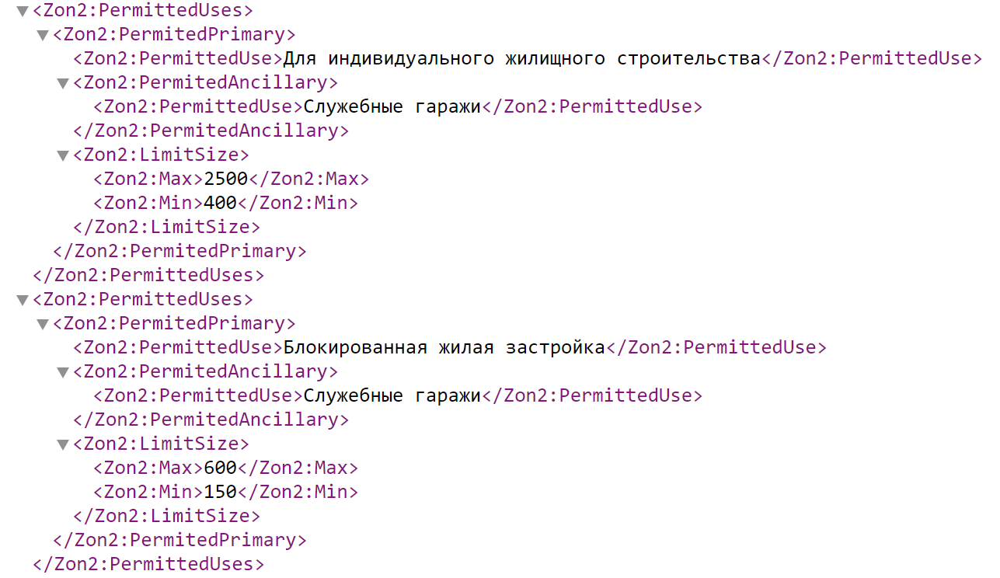 <Zon2:PermittedUses>
<Zon2:PermitedPrimary>
<Zon2:PermittedUse>Для индивидуального жилищного строительства</Zon2:PermittedUse>
<Zon2:PermitedAncillary>
<Zon2:PermittedUse>Служебные гаражи</Zon2:PermittedUse>
</Zon2:PermitedAncillary>
<Zon2:LimitSize>
<Zon2:Max>2500</Zon2:Max>
<Zon2:Min>400</Zon2:Min>
</Zon2:LimitSize>
</Zon2:PermitedPrimary>
</Zon2:PermittedUses>
<Zon2:PermittedUses>
<Zon2:PermitedPrimary>
<Zon2:PermittedUse>Блокированная жилая застройка</Zon2:PermittedUse>
<Zon2:PermitedAncillary>
<Zon2:PermittedUse>Служебные гаражи</Zon2:PermittedUse>
</Zon2:PermitedAncillary>
<Zon2:LimitSize>
<Zon2:Max>600</Zon2:Max>
<Zon2:Min>150</Zon2:Min>
</Zon2:LimitSize>
</Zon2:PermitedPrimary>
</Zon2:PermittedUses>